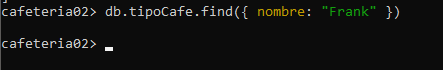 cafeteria02> db.tipoCafe.find({ nombre: "Frank" })
cafeteria02>